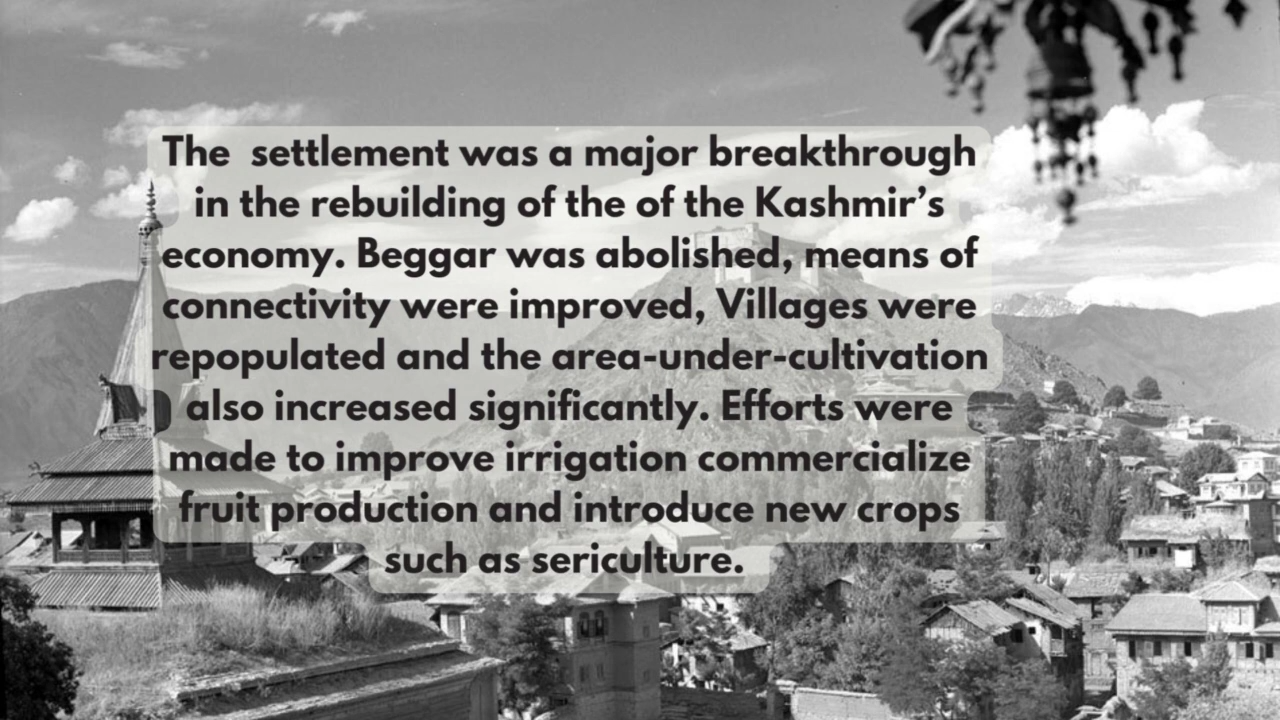 The settlement was a major breakthrough
in the rebuilding of the of the Kashmir’s
economy. Beggar was abolished, means of
connectivity were improved, Villages were
repopulated and the area-under-cultivation
also increased significantly. Efforts were
made to improve irrigation commercialize
fruit production and introduce new crops
such as sericulture.